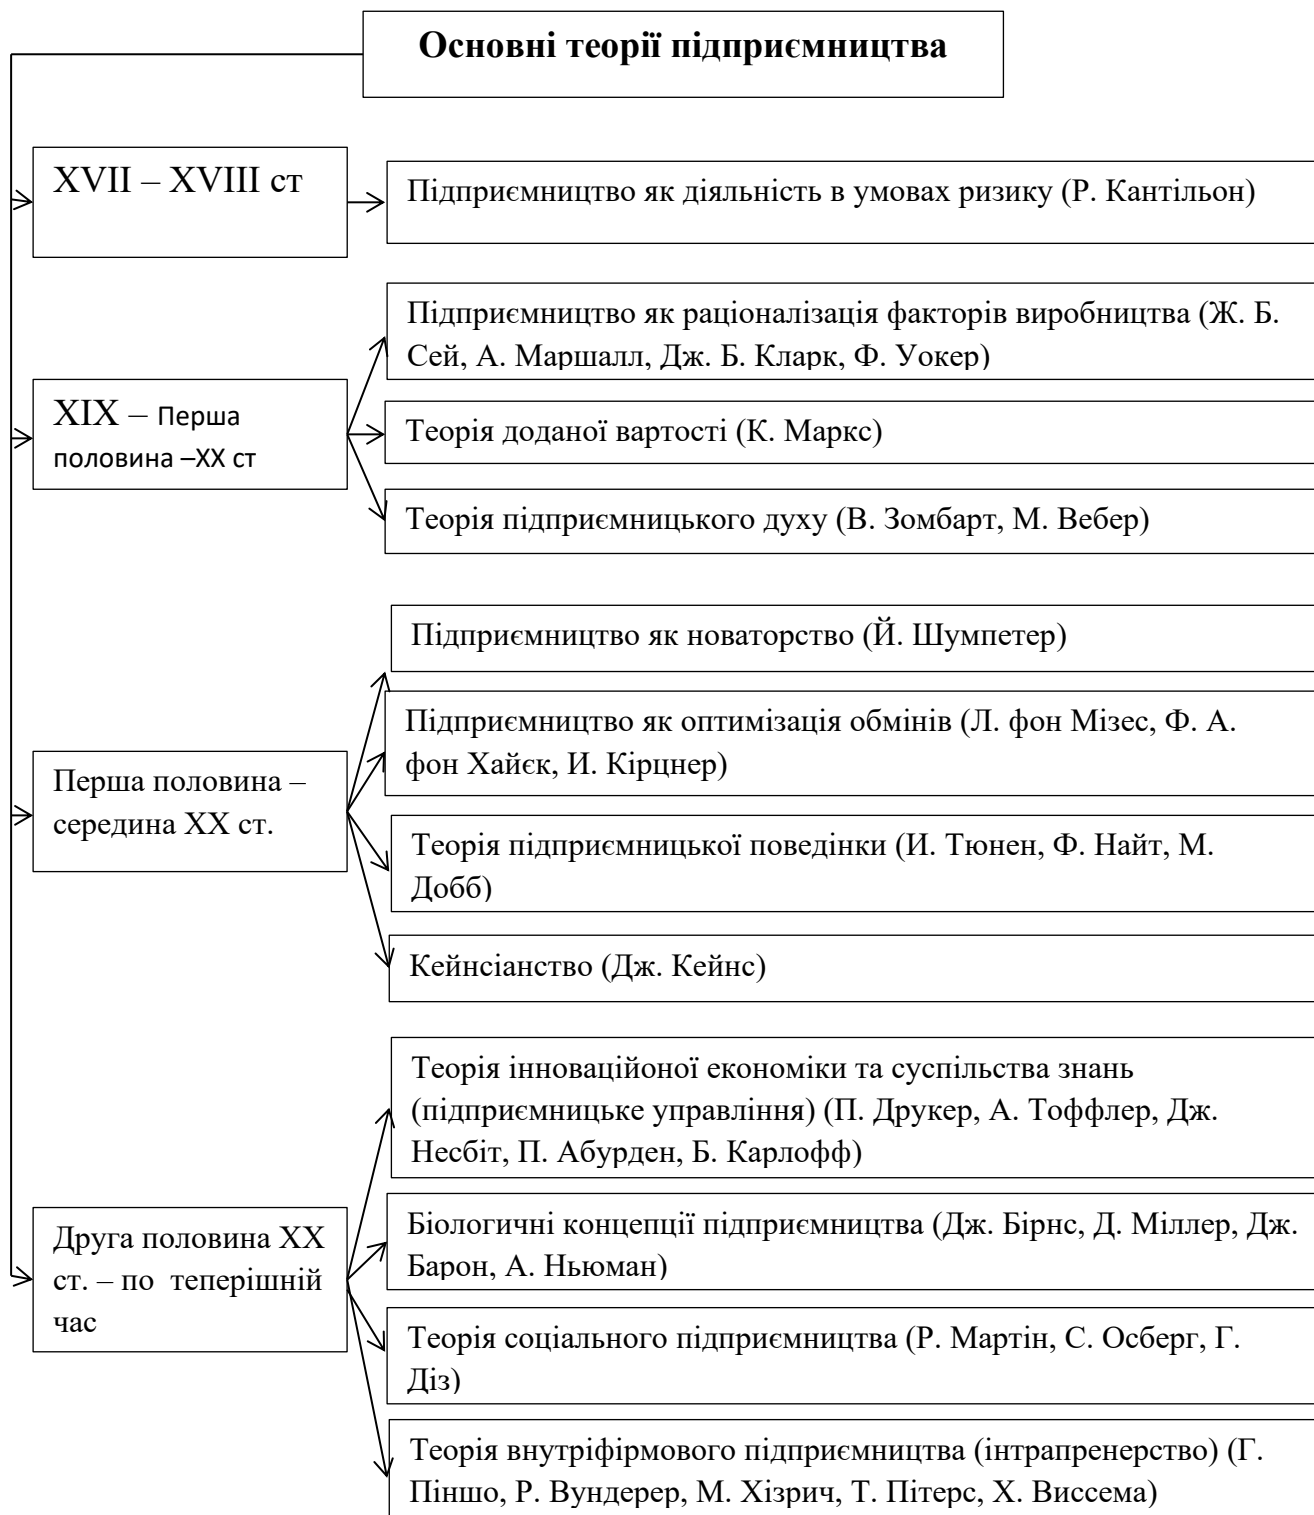 Основні теорії підприємництва
XVII – XVIII ст
Підприємництво як діяльність в умовах ризику (Р. Кантільон)
XIX – Перша
половина –ХХ ст
Підприємництво як раціоналізація факторів виробництва (Ж. Б.
Сей, А. Маршалл, Дж. Б. Кларк, Ф. Уокер)
Теорія доданої вартості (К. Маркс)
Теорія підприємницького духу (В. Зомбарт, М. Вебер)
Перша половина –
середина ХХ ст.
Підприємництво як новаторство (Й. Шумпетер)
Підприємництво як оптимізація обмінів (Л. фон Мізес, Ф. А.
фон Хайєк, И. Кірцнер)
Теорія підприємницької поведінки (И. Тюнен, Ф. Найт, М.
Добб)
Кейнсіанство (Дж. Кейнс)
Друга половина ХХ
ст. – по теперішній
час
Теорія інноваційоної економіки та суспільства знань
(підприємницьке управління) (П. Друкер, А. Тоффлер, Дж.
Несбіт, П. Абурден, Б. Карлофф)
Біологичні концепції підприємництва (Дж. Бірнс, Д. Міллер, Дж.
Барон, А. Ньюман)
Теорія соціального підприємництва (Р. Мартін, С. Осберг, Г.
Діз)
Теорія внутріфірмового підприємництва (інтрапренерство) (Г.
Піншо, Р. Вундерер, М. Хізрич, Т. Пітерс, Х. Виссема)